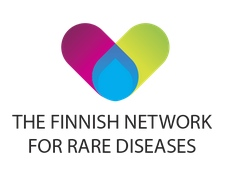 THE FINNISH NETWORK
FOR RARE DISEASES